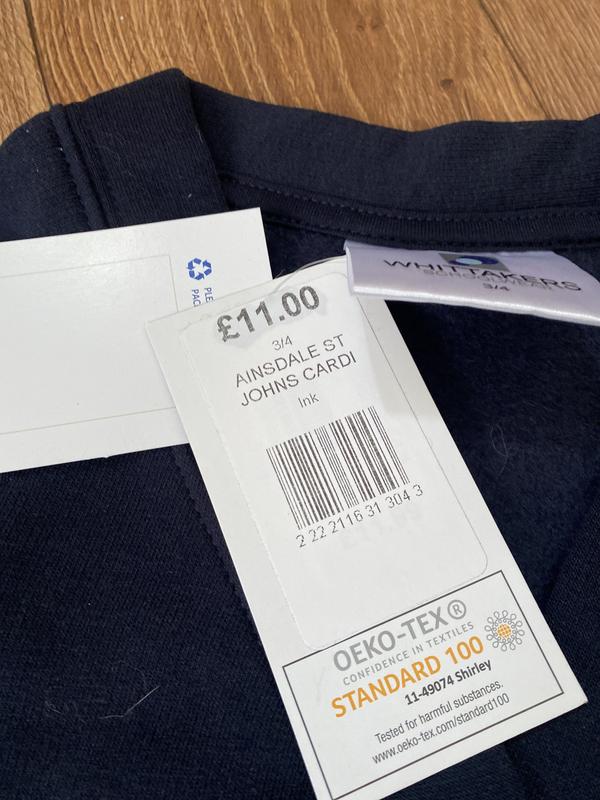 WHITTAKERS
SCHOOLWEAR
3/4
£11.00
3/4
AINSDALE ST
JOHNS CARDI
Ink
2 22 2116 31 304 3
OEKO-TEX®
CONFIDENCE IN TEXTILES
STANDARD 100
11-49074 Shirley
Tested for harmful substances.
www.oeko-tex.com/standard100